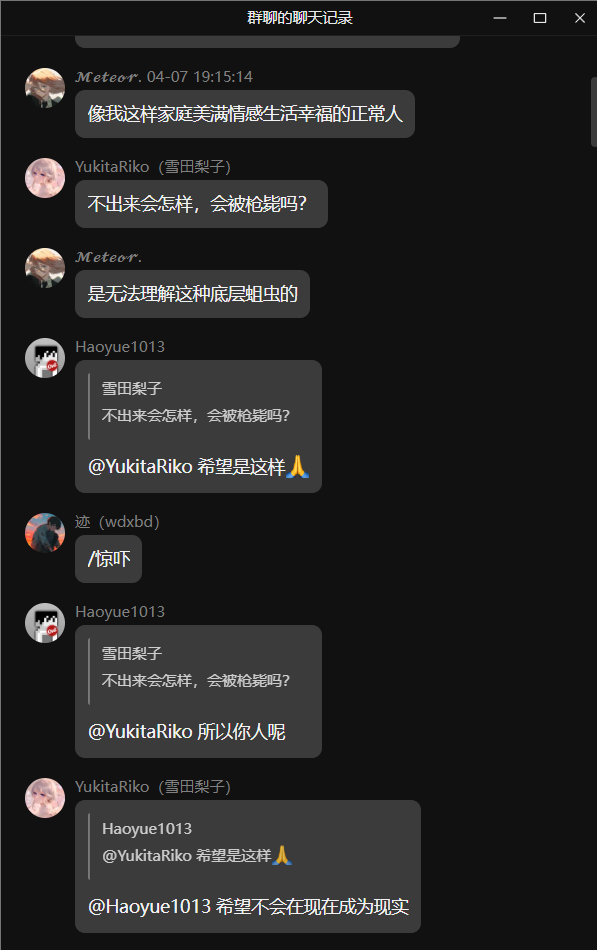 群聊的聊天记录
𝓜𝓮𝓽𝓮𝓸𝓻. 04-07 19:15:14
像我这样家庭美满情感生活幸福的正常人
YukitaRiko（雪田梨子）
不出来会怎样，会被枪毙吗？
𝓜𝓮𝓽𝓮𝓸𝓻.
是无法理解这种底层蛆虫的
Haoyue1013
雪田梨子
不出来会怎样，会被枪毙吗？
@YukitaRiko 希望是这样🙏
迹（wdxbd）
/惊吓
Haoyue1013
雪田梨子
不出来会怎样，会被枪毙吗？
@YukitaRiko 所以你人呢
YukitaRiko（雪田梨子）
Haoyue1013
@YukitaRiko 希望是这样🙏
@Haoyue1013 希望不会在现在成为现实